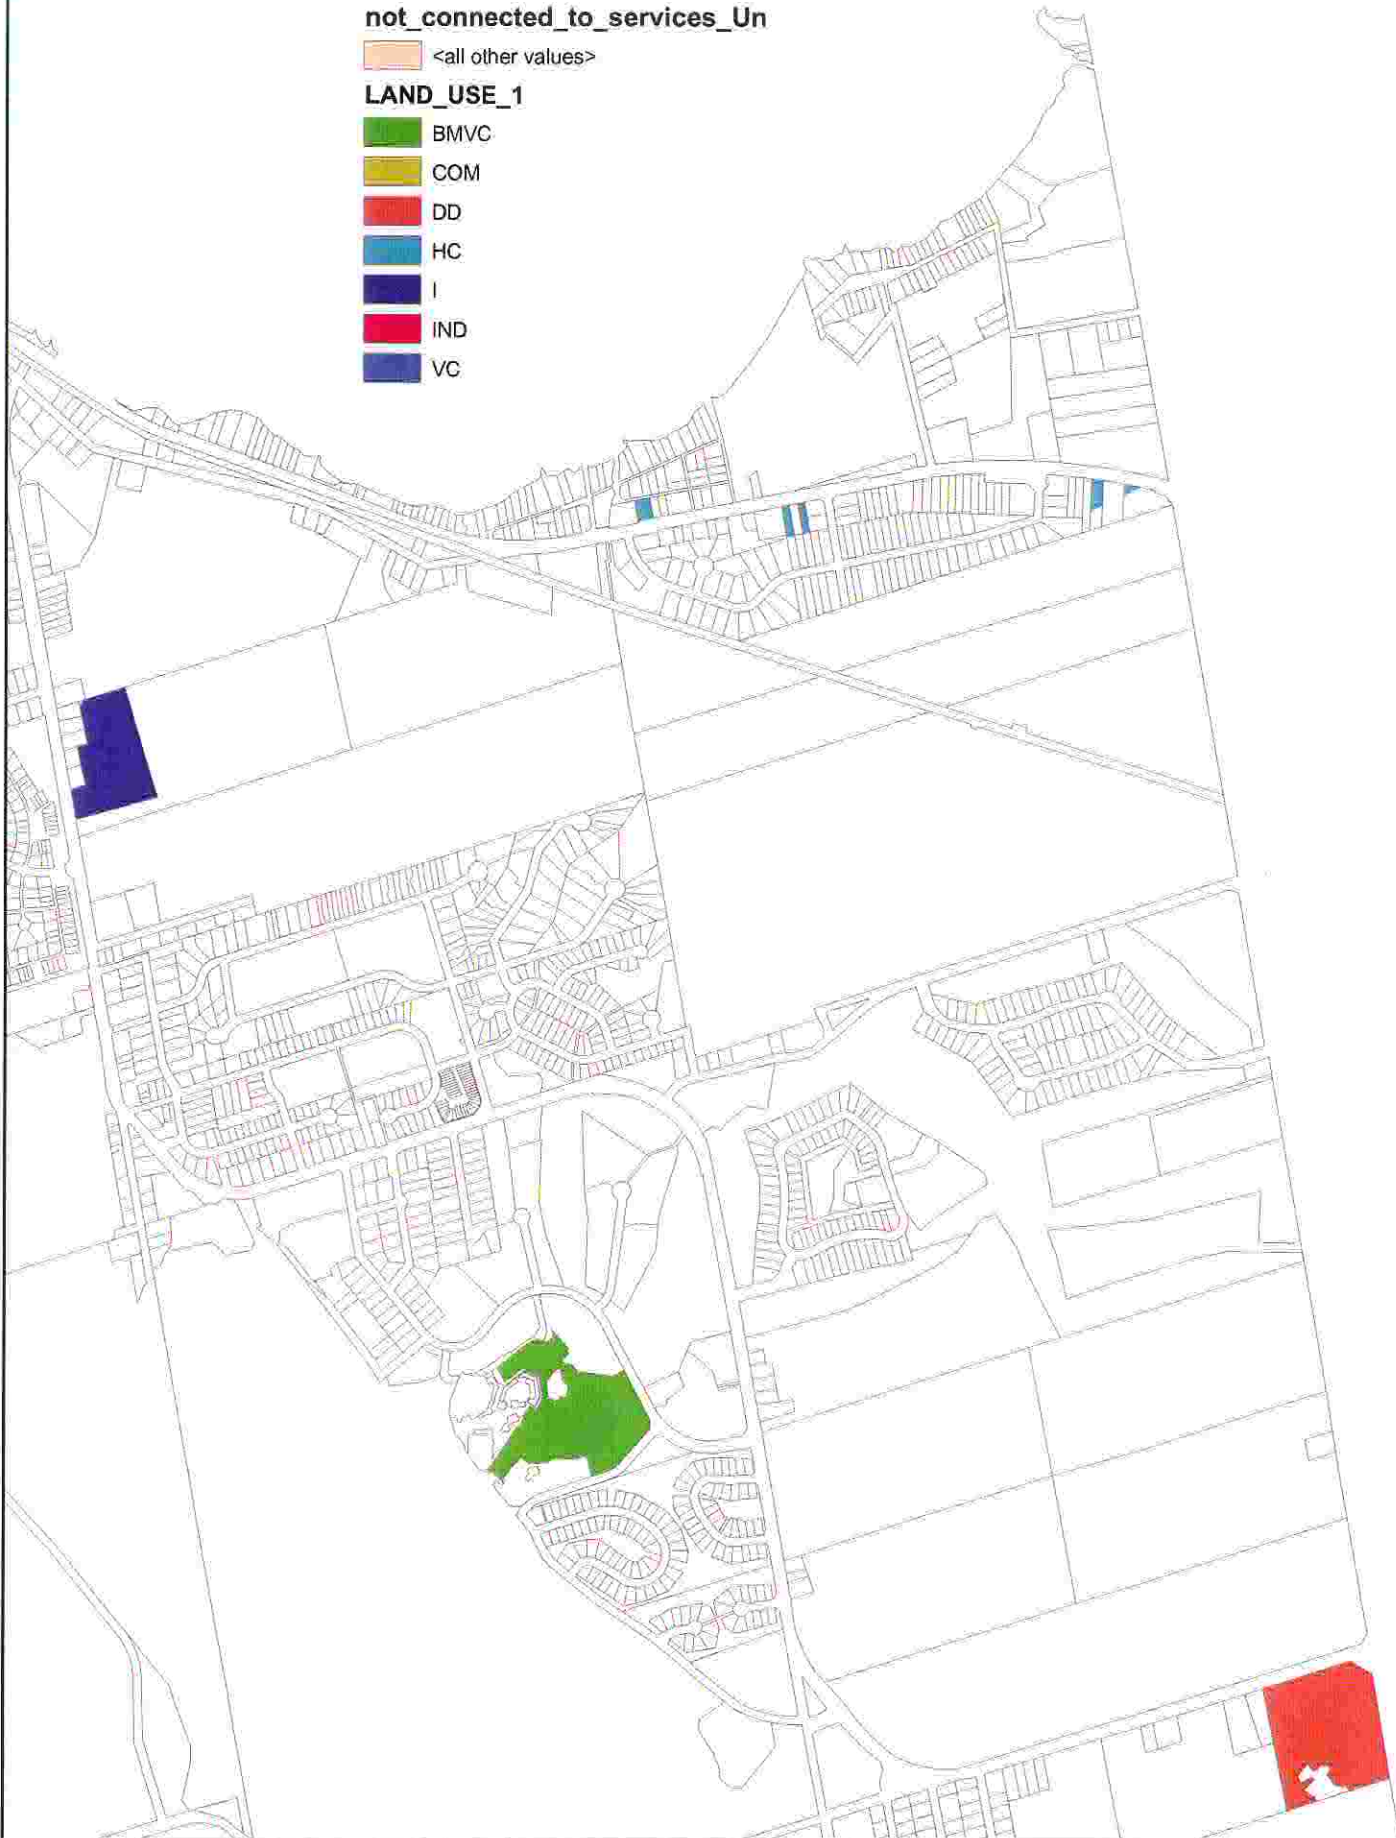 not_connected_to_services_Un
<all other values>
LAND_USE_1
BMVC
COM
DD
HC
I
IND
VC